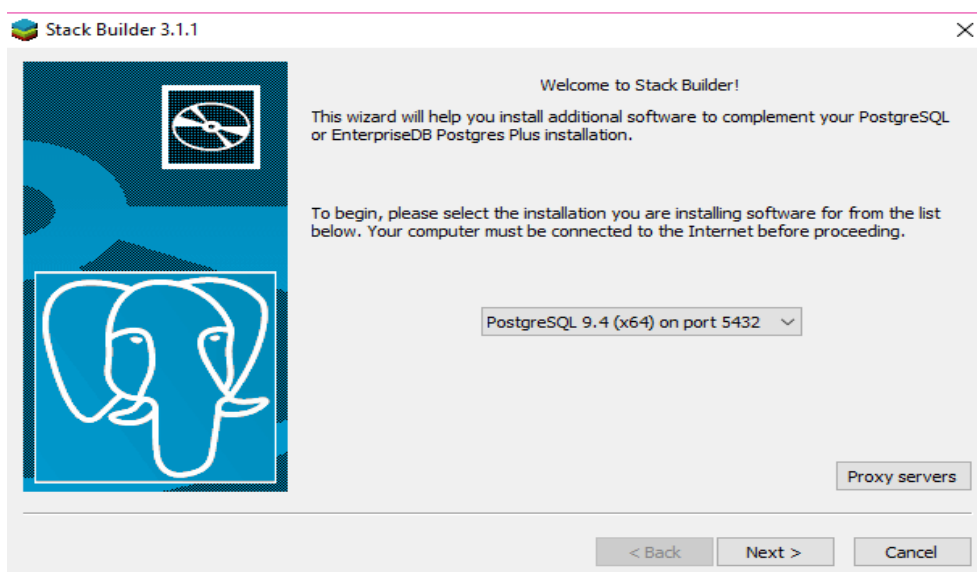 Stack Builder 3.1.1
Welcome to Stack Builder!
This wizard will help you install additional software to complement your PostgreSQL
or EnterpriseDB Postgres Plus installation.
To begin, please select the installation you are installing software for from the list
below. Your computer must be connected to the Internet before proceeding.
PostgreSQL 9.4 (x64) on port 5432
Proxy servers
< Back
Next >
Cancel